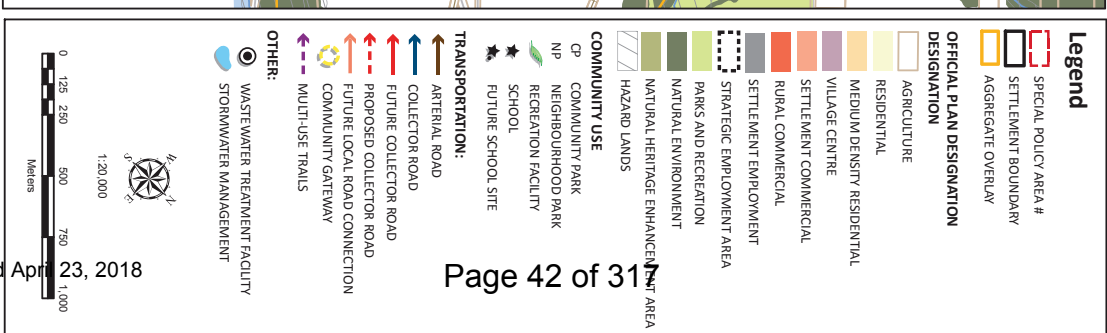 Legend
SPECIAL POLICY AREA #
SETTLEMENT BOUNDARY
AGGREGATE OVERLAY
OFFICIAL PLAN DESIGNATION
DESIGNATION
AGRICULTURE
RESIDENTIAL
MEDIUM DENSITY RESIDENTIAL
VILLAGE CENTRE
SETTLEMENT COMMERCIAL
RURAL COMMERCIAL
SETTLEMENT EMPLOYMENT
STRATEGIC EMPLOYMENT AREA
PARKS AND RECREATION
NATURAL ENVIRONMENT
NATURAL HERITAGE ENHANCEMENT AREA
HAZARD LANDS
COMMUNITY USE
CP COMMUNITY PARK
NP NEIGHBOURHOOD PARK
RECREATION FACILITY
SCHOOL
FUTURE SCHOOL SITE
TRANSPORTATION:
ARTERIAL ROAD
COLLECTOR ROAD
FUTURE COLLECTOR ROAD
PROPOSED COLLECTOR ROAD
FUTURE LOCAL ROAD CONNECTION
COMMUNITY GATEWAY
MULTI-USE TRAILS
OTHER:
WASTEWATER TREATMENT FACILITY
STORMWATER MANAGEMENT
N
E
S
W
1:20,000
0 125 250 500 750 1,000
Meters
April 23, 2018
Page 42 of 317